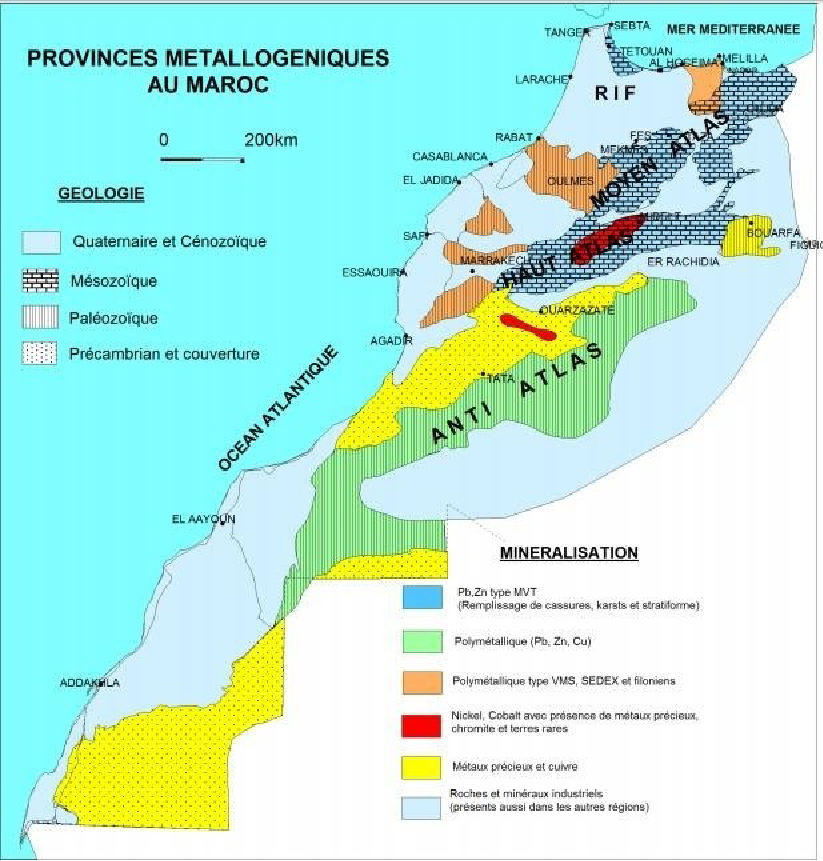 PROVINCES METALLOGENIQUES
AU MAROC
0 200km
GEOLOGIE
Quaternaire et Cénozoïque
Mésozoïque
Paléozoïque
Précambrian et couverture
MER MEDITERRANEE
SEBTA
TANGER
TETOUAN
AL HOCEIMA
MELILLA
LARACHE
RIF
RABAT
FES
MEKNES
CASABLANCA
EL JADIDA
OULMES
MOYEN ATLAS
SAFI
BOUARFA
FIGUIG
MARRAKECH
HAUT ATLAS
ER RACHIDIA
ESSAOUIRA
OUARZAZATE
AGADIR
TATA
ANTI ATLAS
OCEAN ATLANTIQUE
EL AAYOUN
ADDAKHLA
MINERALISATION
Pb,Zn type MVT
(Remplissage de cassures, karsts et stratiforme)
Polymétallique (Pb, Zn, Cu)
Polymétallique type VMS, SEDEX et filoniens
Nickel, Cobalt avec présence de métaux précieux,
chromite et terres rares
Métaux précieux et cuivre
Roches et minéraux industriels
(présents aussi dans les autres régions)